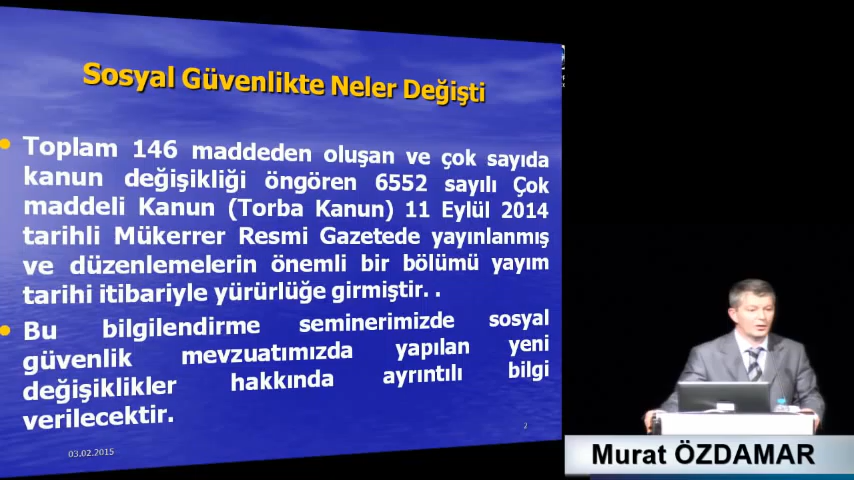 Sosyal Güvenlikte Neler Değişti
• Toplam 146 maddeden oluşan ve çok sayıda
kanun değişikliği öngören 6552 sayılı Çok
maddeli Kanun (Torba Kanun) 11 Eylül 2014
tarihli Mükerrer Resmi Gazetede yayınlanmış
ve düzenlemelerin önemli bir bölümü yayım
tarihi itibariyle yürürlüğe girmiştir. .
• Bu bilgilendirme seminerimizde sosyal
güvenlik mevzuatımızda yapılan yeni
değişiklikler hakkında ayrıntılı bilgi
verilecektir.
03.02.2015
2
Murat ÖZDAMAR